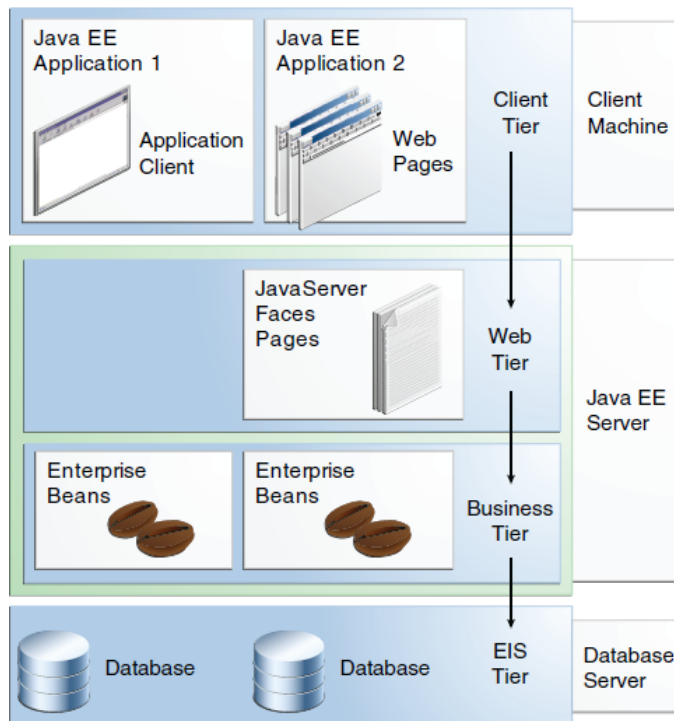 Java EE
Application 1
Application
Client
Java EE
Application 2
Web
Pages
Client
Tier
Client
Machine
JavaServer
Faces
Pages
Web
Tier
Java EE
Server
Enterprise
Beans
Enterprise
Beans
Business
Tier
Database
Database
EIS
Tier
Database
Server